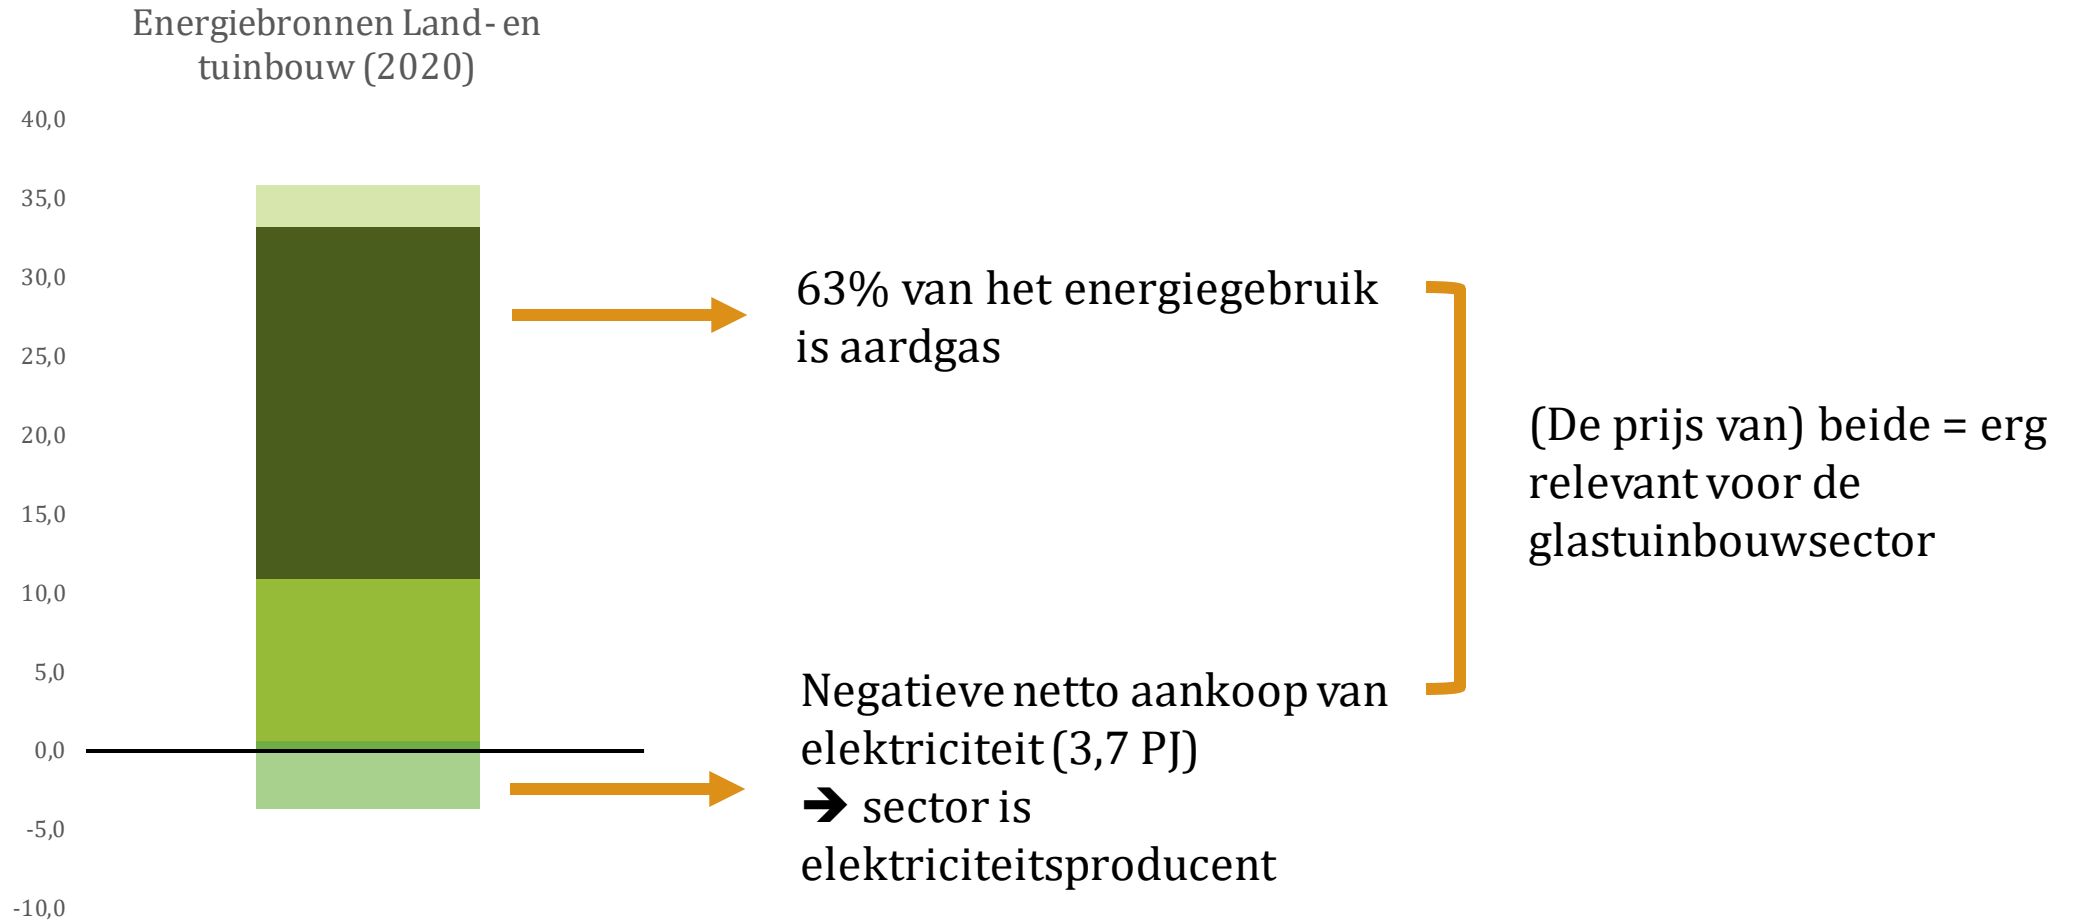 Energiebronnen Land- en
tuinbouw (2020)
40,0
35,0
30,0
25,0
20,0
15,0
10,0
5,0
0,0
-5,0
-10,0
63% van het energiegebruik
is aardgas
Negatieve netto aankoop van
elektriciteit (3,7 PJ)
➔ sector is
elektriciteitsproducent
(De prijs van) beide = erg
relevant voor de
glastuinbouwsector